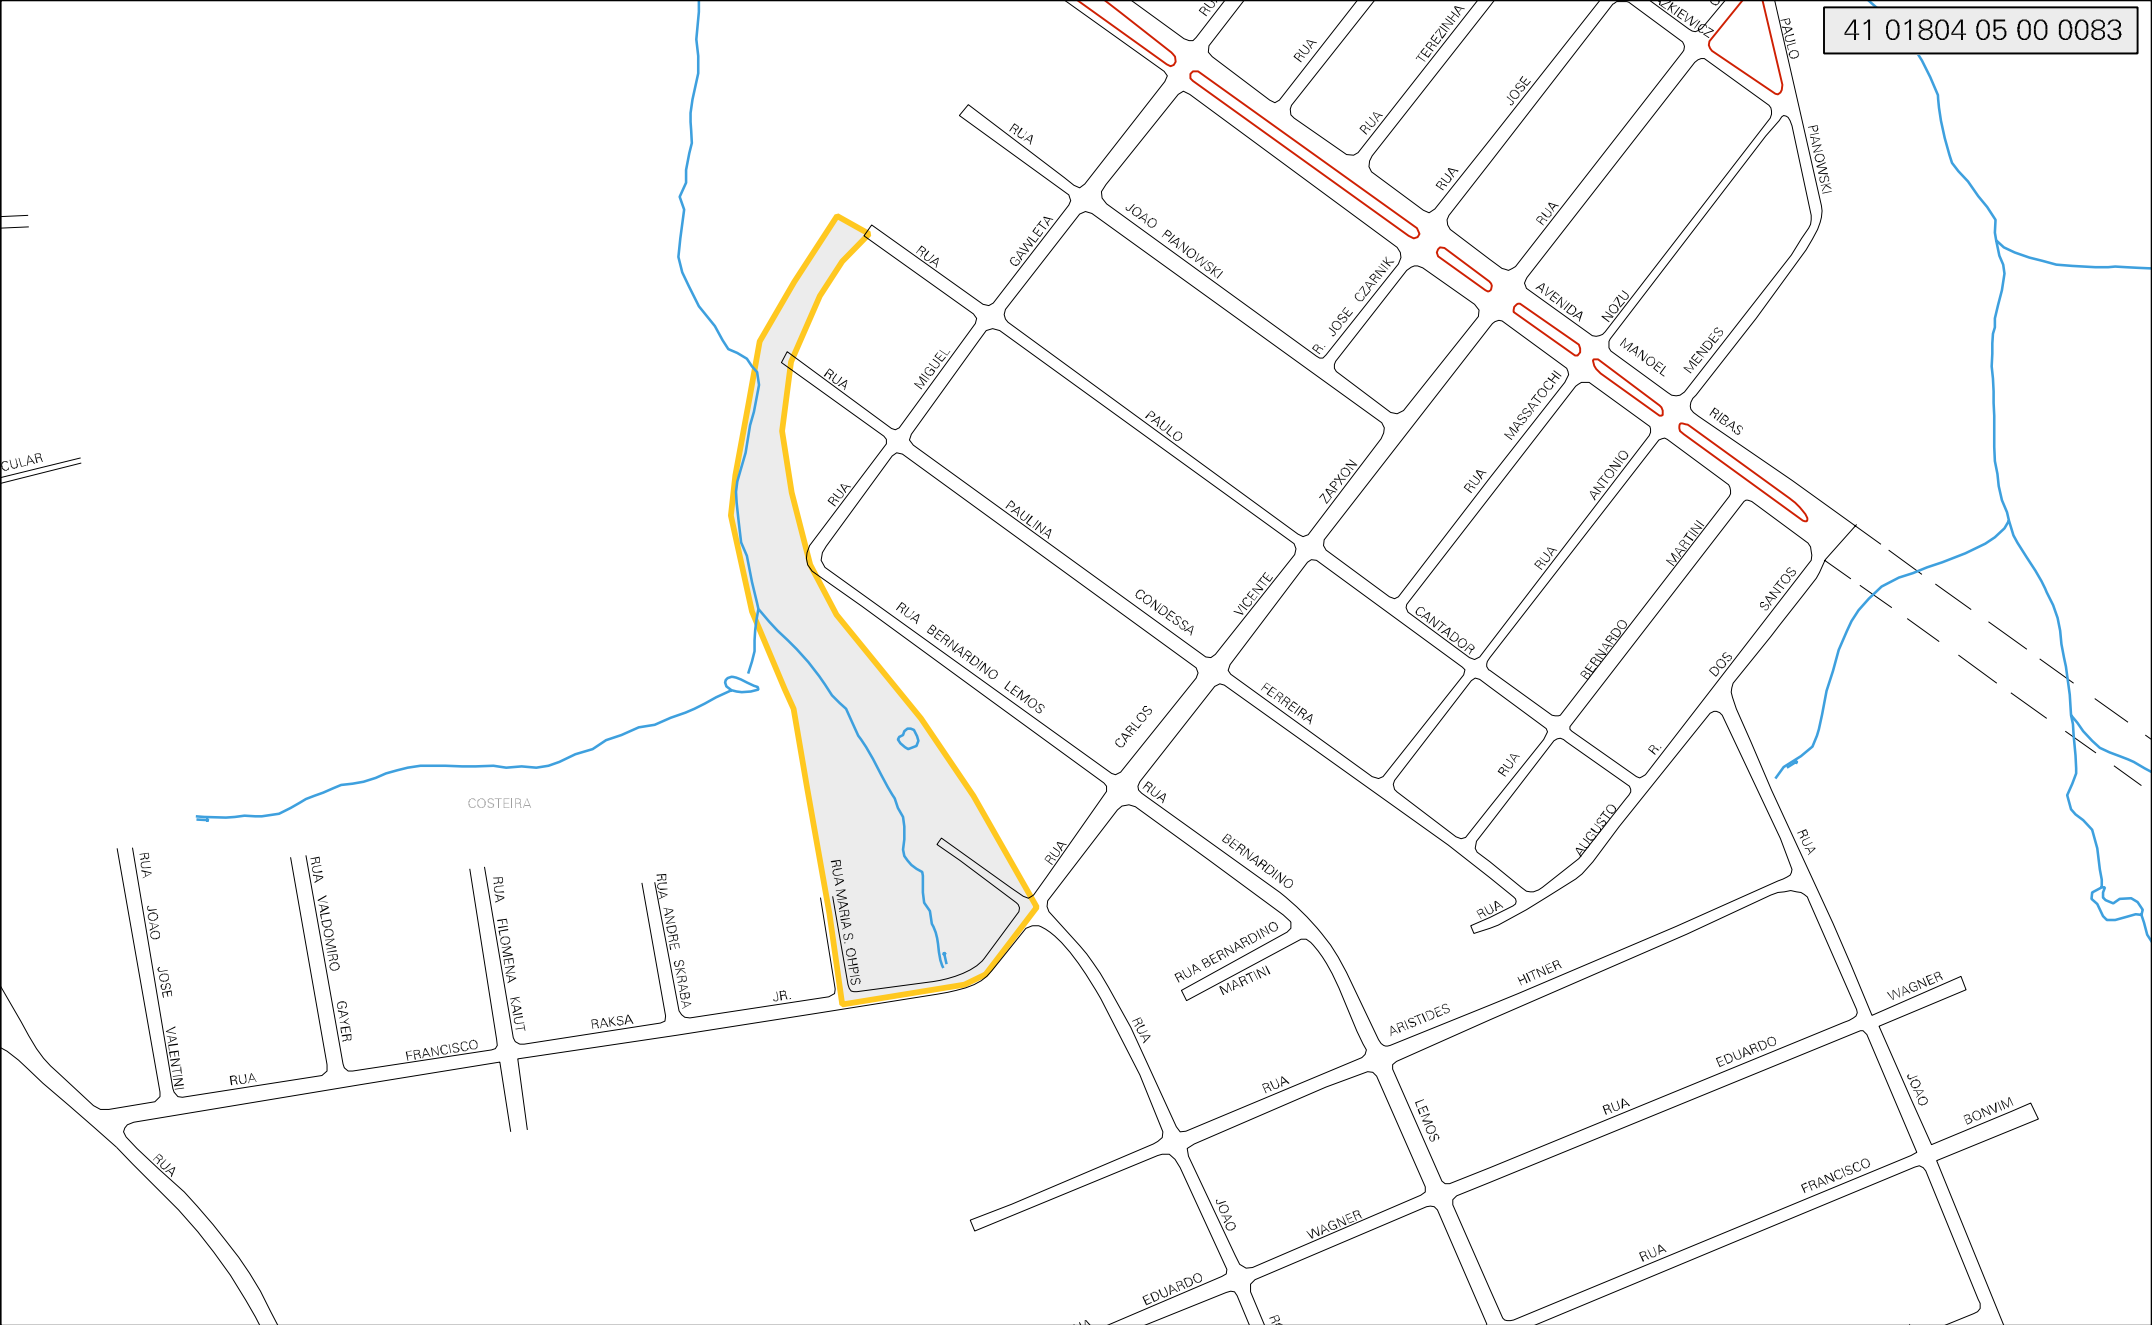 41 01804 05 00 0083
PAULO
PIANOWSKI
RUA
TEREZINHA
RUA
JOSE
RUA
RUA
RUA
GAWLETA
JOAO PIANOWSKI
R. JOSE CZARNIK
AVENIDA
NOZU
MANOEL
MENDES
RIBAS
RUA
RUA
MIGUEL
RUA
PAULO
ZAPXON
MASSATOCHI
RUA
ANTONIO
RUA
MARTINI
BERNARDO
RUA
SANTOS
DOS
R.
AUGUSTO
RUA
CULAR
PAULINA
CONDESSA
VICENTE
CANTADOR
FERREIRA
RUA BERNARDINO LEMOS
CARLOS
RUA
RUA
BERNARDINO
COSTEIRA
RUA JOAO JOSE VALENTINI
RUA VALDOMIRO GAYER
RUA FILOMENA KAIUT
RUA ANDRE SKRABA
RUA MARIA S. OHPIS
RUA
FRANCISCO
RAKSA
JR.
RUA
RUA BERNARDINO
MARTINI
RUA
ARISTIDES
HITNER
RUA
RUA
JOAO
WAGNER
EDUARDO
RUA
LEMOS
BONVIM
FRANCISCO
RUA
JOAO
WAGNER
EDUARDO